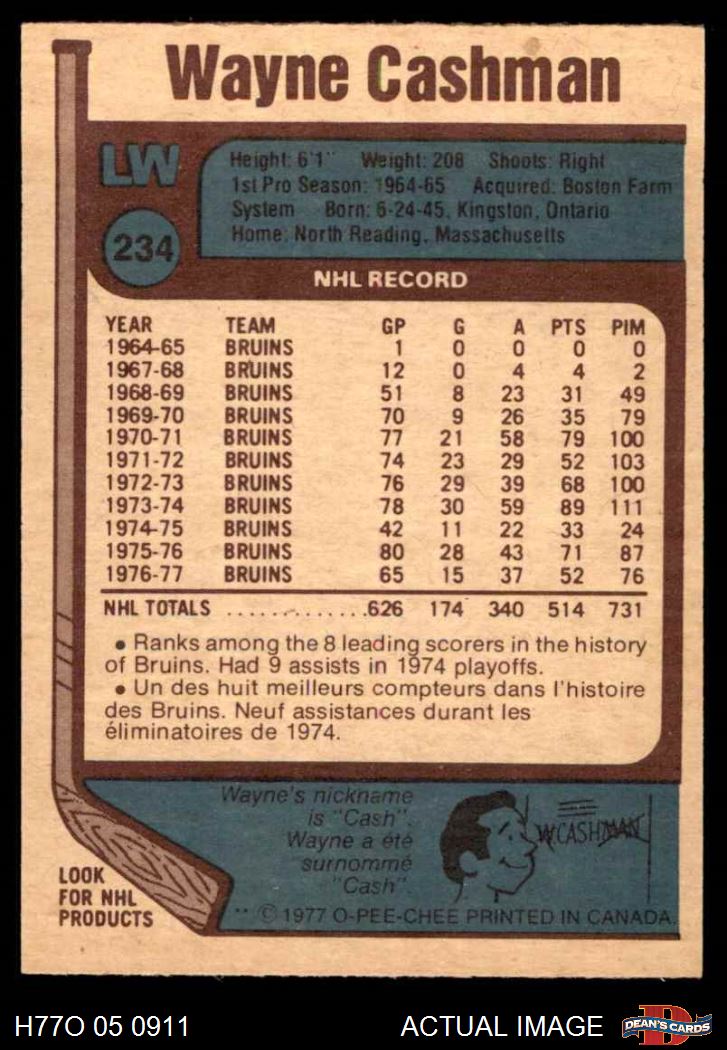 Wayne Cashman
LW
234
Height: 6'1" Weight: 208 Shoots: Right
1st Pro Season: 1964-65 Acquired: Boston Farm
System Born: 6-24-45, Kingston, Ontario
Home: North Reading, Massachusetts
NHL RECORD
YEAR TEAM GP G A PTS PIM
1964-65 BRUINS 1 0 0 0 0
1967-68 BRUINS 12 0 4 4 2
1968-69 BRUINS 51 8 23 31 49
1969-70 BRUINS 70 9 26 35 79
1970-71 BRUINS 77 21 58 79 100
1971-72 BRUINS 74 23 29 52 103
1972-73 BRUINS 76 29 39 68 100
1973-74 BRUINS 78 30 59 89 111
1974-75 BRUINS 42 11 22 33 24
1975-76 BRUINS 80 28 43 71 87
1976-77 BRUINS 65 15 37 52 76
NHL TOTALS ...............626 174 340 514 731
• Ranks among the 8 leading scorers in the history
of Bruins. Had 9 assists in 1974 playoffs.
• Un des huit meilleurs compteurs dans l'histoire
des Bruins. Neuf assistances durant les
éliminatoires de 1974.
Wayne's nickname
is "Cash".
Wayne a été
surnommé
"Cash".
W.CASHMAN
LOOK
FOR NHL
PRODUCTS
** © 1977 O-PEE-CHEE PRINTED IN CANADA.
H77O 05 0911 ACTUAL IMAGE
D
DEAN'S CARDS